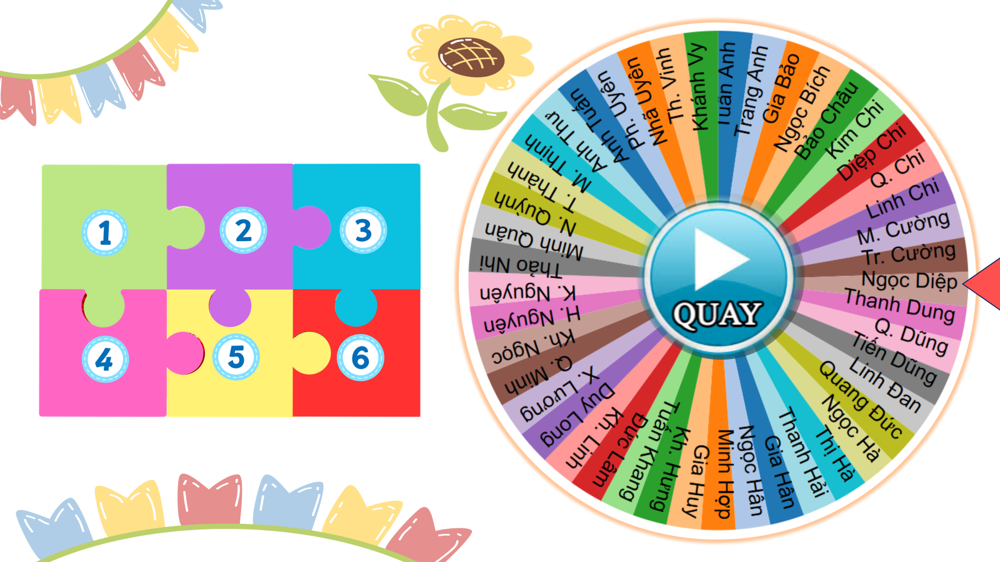 1
2
3
4
5
6
Tuấn Anh
Trang Anh
Gia Bảo
Ngọc Bích
Bảo Châu
Kim Chi
Diệp Chi
Q. Chi
Linh Chi
M. Cường
Tr. Cường
Ngọc Diệp
Thanh Dung
Q. Dũng
Tiến Dũng
Linh Đan
Quang Đức
Ngọc Hà
Thị Hà
Thanh Hải
Gia Hân
Ngọc Hân
Minh Hợp
Gia Huy
Kh. Hưng
Tuấn Khang
Đức Lâm
Kh. Linh
Duy Long
X. Lương
Q. Minh
Kh. Ngọc
H. Nguyên
K. Nguyên
Thảo Nhi
Minh Quân
N. Quỳnh
T. Thành
M. Thịnh
Anh Thư
Anh Tuấn
Ph. Uyên
Nhã Uyên
Th. Vinh
Khánh Vy
QUAY